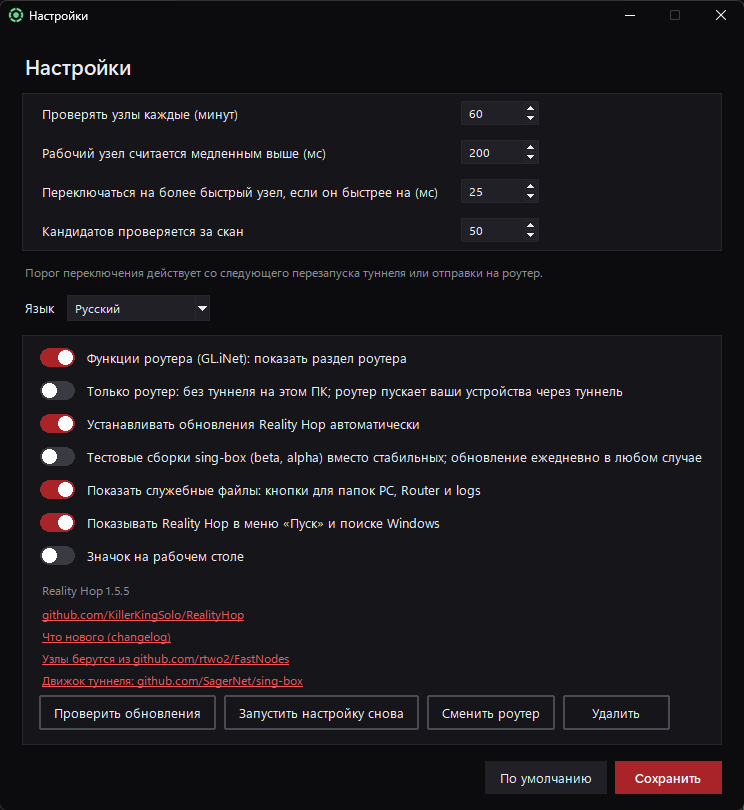 Настройки
Настройки
Проверять узлы каждые (минут)
60
Рабочий узел считается медленным выше (мс)
200
Переключаться на более быстрый узел, если он быстрее на (мс)
25
Кандидатов проверяется за скан
50
Порог переключения действует со следующего перезапуска туннеля или отправки на роутер.
Язык
Русский
Функции роутера (GL.iNet): показать раздел роутера
Только роутер: без туннеля на этом ПК; роутер пускает ваши устройства через туннель
Устанавливать обновления Reality Hop автоматически
Тестовые сборки sing-box (beta, alpha) вместо стабильных; обновление ежедневно в любом случае
Показать служебные файлы: кнопки для папок PC, Router и logs
Показывать Reality Hop в меню «Пуск» и поиске Windows
Значок на рабочем столе
Reality Hop 1.5.5
github.com/KillerKingSolo/RealityHop
Что нового (changelog)
Узлы берутся из github.com/rtwo2/FastNodes
Движок туннеля: github.com/SagerNet/sing-box
Проверить обновления
Запустить настройку снова
Сменить роутер
Удалить
По умолчанию
Сохранить